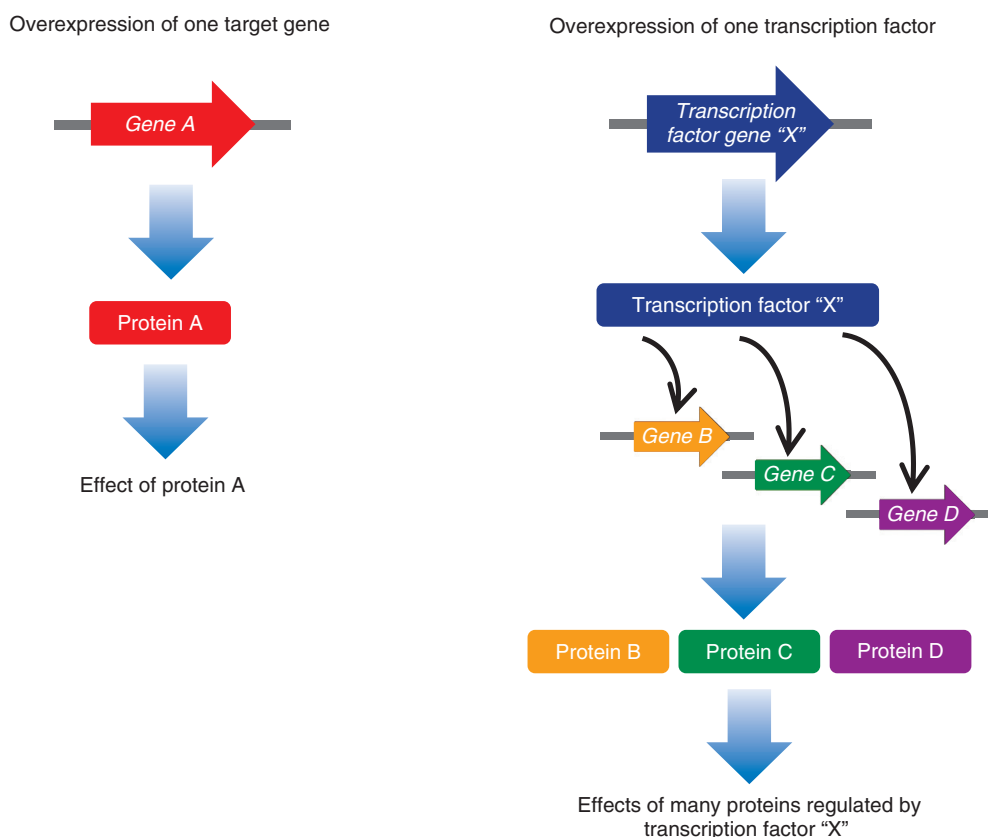 Overexpression of one target gene
Gene A
Protein A
Effect of protein A
Overexpression of one transcription factor
Transcription
factor gene “X”
Transcription factor “X”
Gene B
Gene C
Gene D
Protein B
Protein C
Protein D
Effects of many proteins regulated by
transcription factor “X”